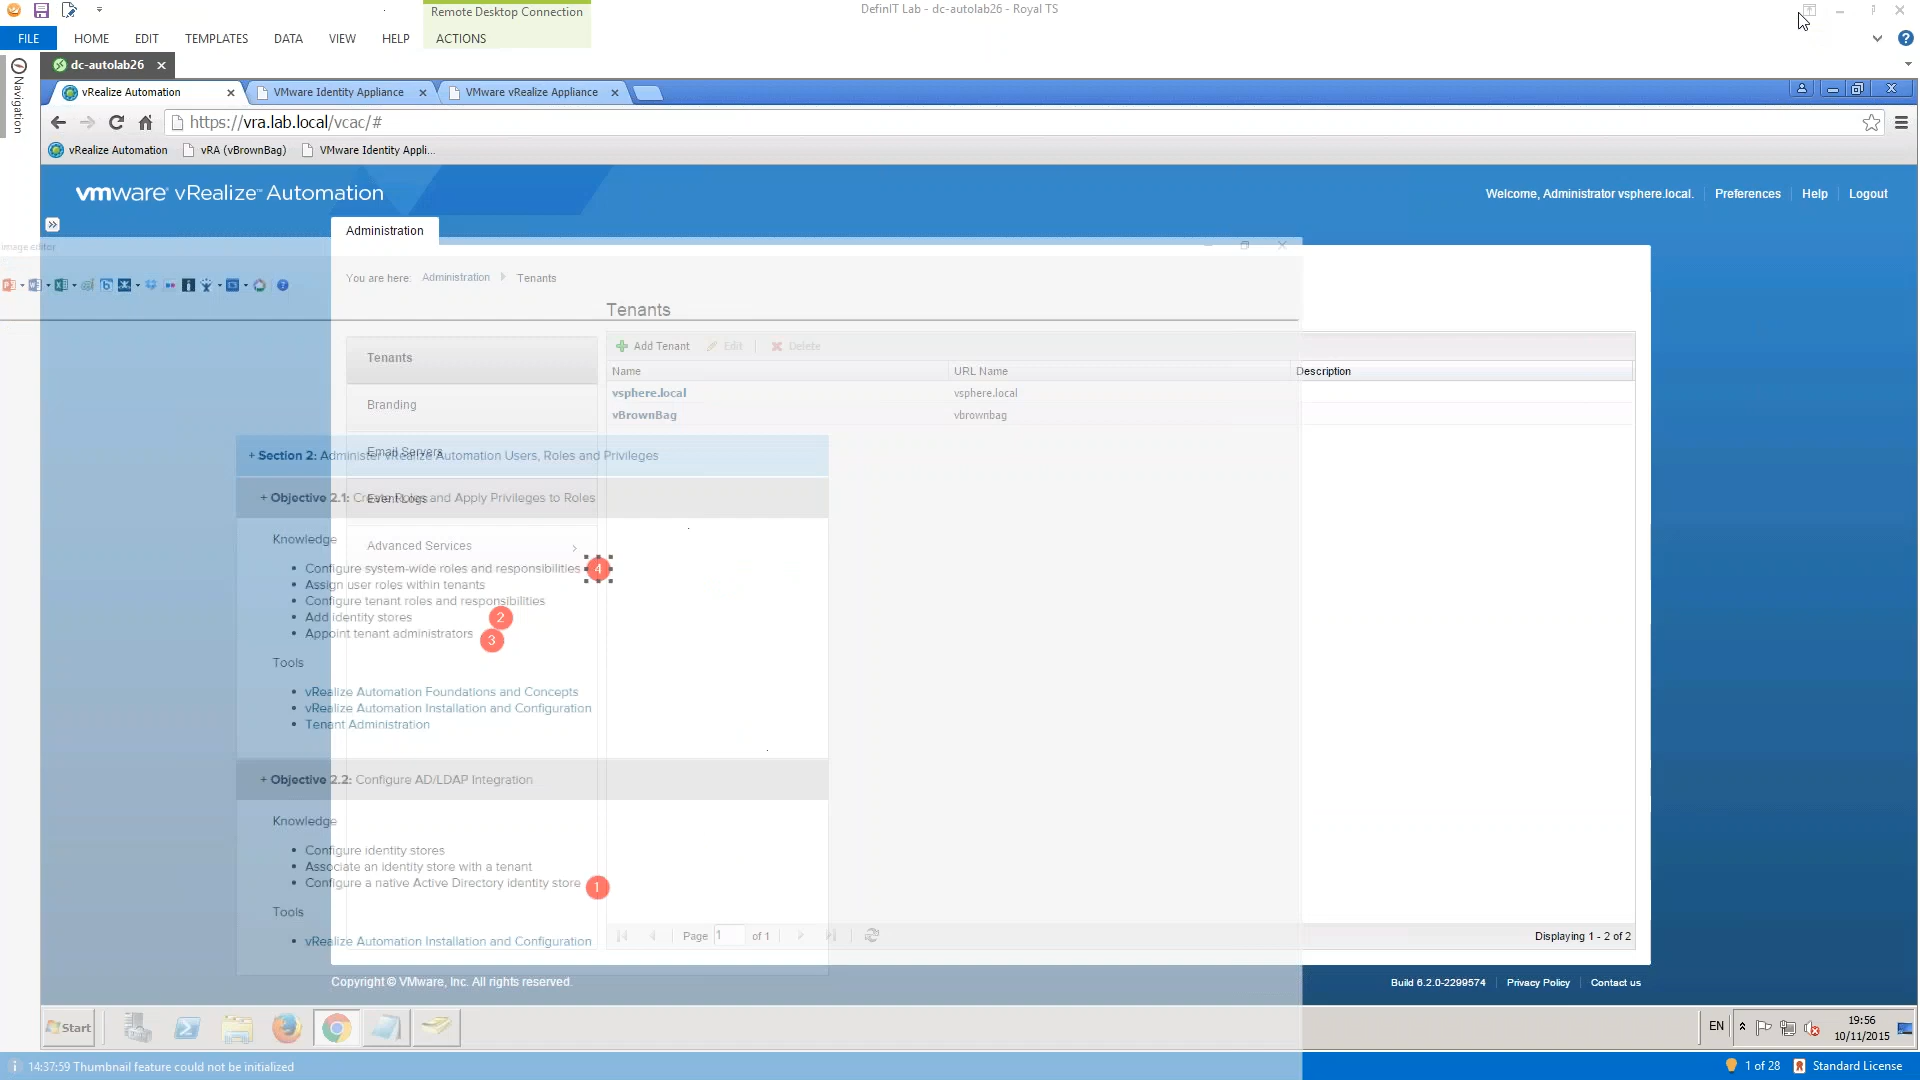 Remote Desktop Connection
DefinIT Lab - dc-autolab26 - Royal TS
FILE
HOME
EDIT
TEMPLATES
DATA
VIEW
HELP
ACTIONS
Navigation
dc-autolab26
vRealize Automation
VMware Identity Appliance
VMware vRealize Appliance
https://vra.lab.local/vcac/#
vRealize Automation
vRA (vBrownBag)
VMware Identity Appli...
vmware vRealize™ Automation
Welcome, Administrator vsphere.local.
Preferences
Help
Logout
Administration
image editor
You are here:
Administration
Tenants
Tenants
Tenants
Add Tenant
Edit
Delete
Name
URL Name
Description
vsphere.local
vsphere.local
vBrownBag
vbrownbag
Branding
Email Servers
+ Section 2: Administer vRealize Automation Users, Roles and Privileges
Event Logs
+ Objective 2.1: Create Roles and Apply Privileges to Roles
Knowledge
Advanced Services
• Configure system-wide roles and responsibilities
4
• Assign user roles within tenants
• Configure tenant roles and responsibilities
• Add identity stores
2
• Appoint tenant administrators
3
Tools
• vRealize Automation Foundations and Concepts
• vRealize Automation Installation and Configuration
• Tenant Administration
+ Objective 2.2: Configure AD/LDAP Integration
Knowledge
• Configure identity stores
• Associate an identity store with a tenant
• Configure a native Active Directory identity store
1
Tools
• vRealize Automation Installation and Configuration
Page 1 of 1
Displaying 1 - 2 of 2
Copyright © VMware, Inc. All rights reserved.
Build 6.2.0-2299574
Privacy Policy
Contact us
Start
EN
19:56
10/11/2015
14:37:59 Thumbnail feature could not be initialized
1 of 28
Standard License